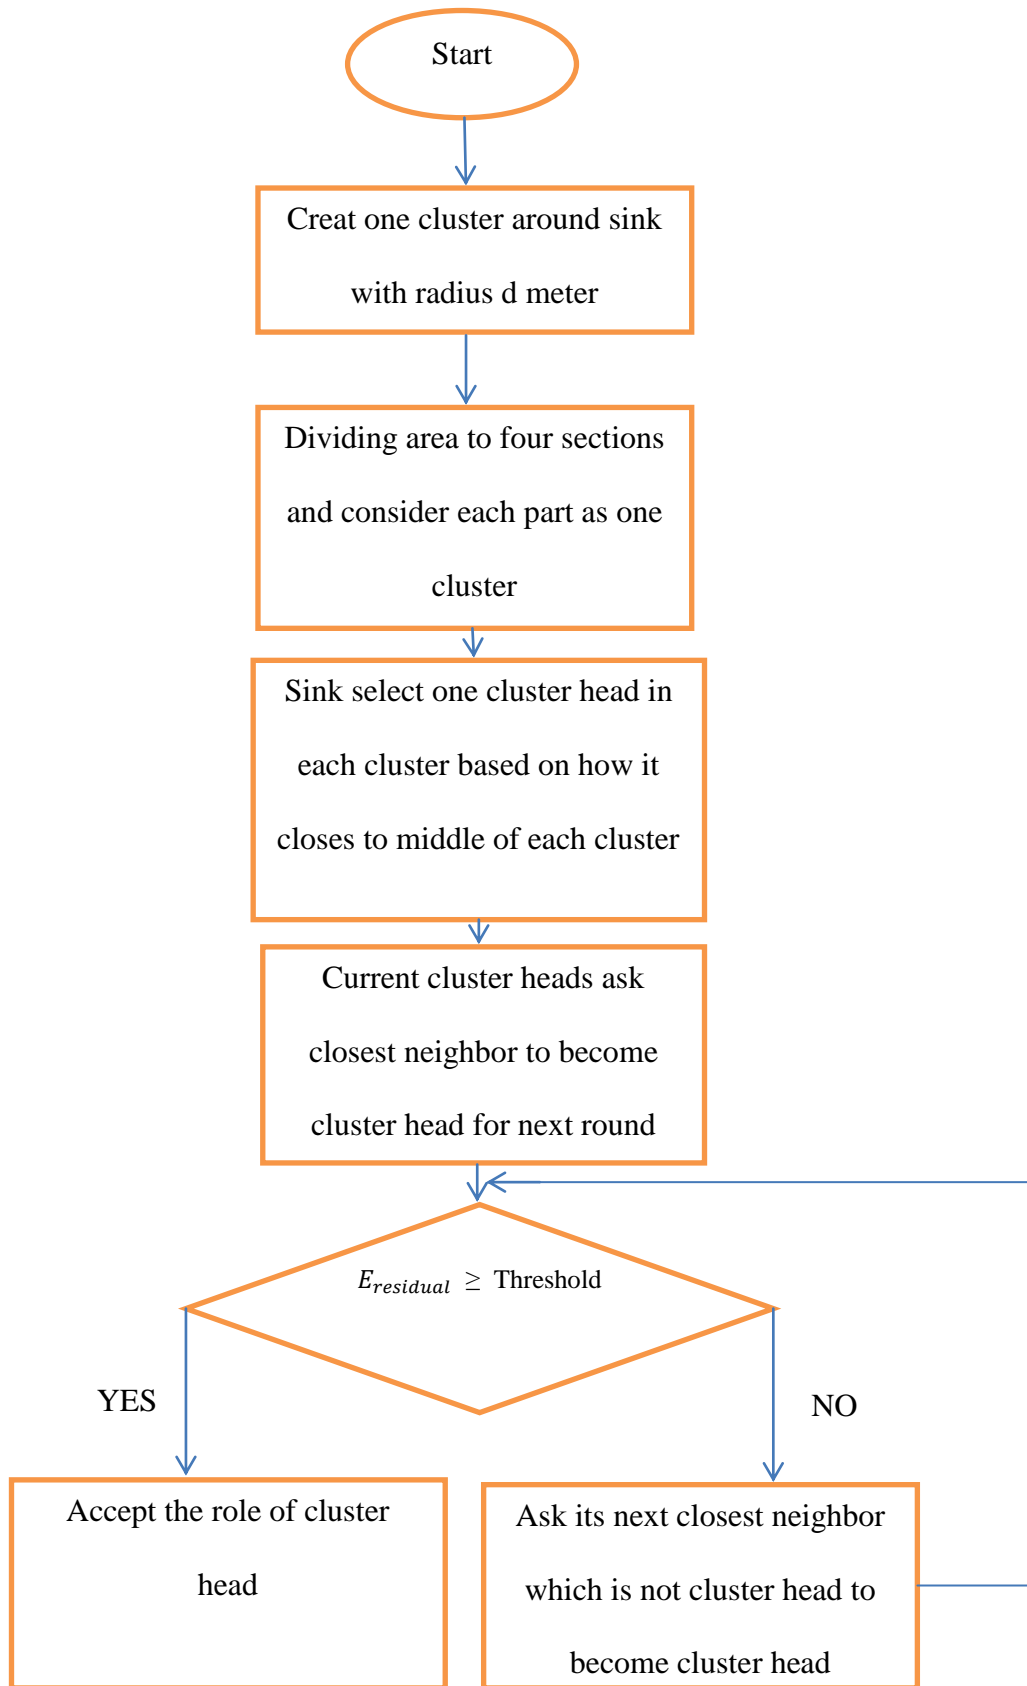 Start
Creat one cluster around sink
with radius d meter
Dividing area to four sections
and consider each part as one
cluster
Sink select one cluster head in
each cluster based on how it
closes to middle of each cluster
Current cluster heads ask
closest neighbor to become
cluster head for next round
E_residual ≥ Threshold
YES
NO
Accept the role of cluster
head
Ask its next closest neighbor
which is not cluster head to
become cluster head